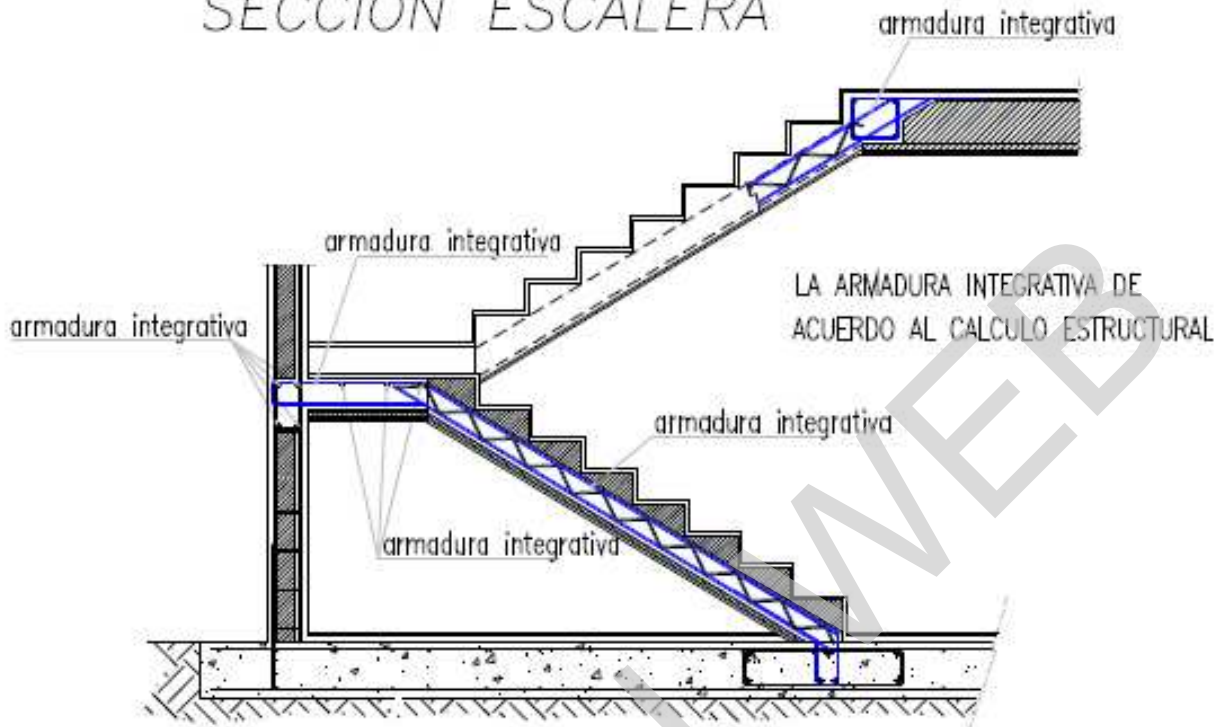 SECCION ESCALERA
armadura integrativa
armadura integrativa
LA ARMADURA INTEGRATIVA DE
ACUERDO AL CALCULO ESTRUCTURAL
armadura integrativa
armadura integrativa
armadura integrativa
WEB